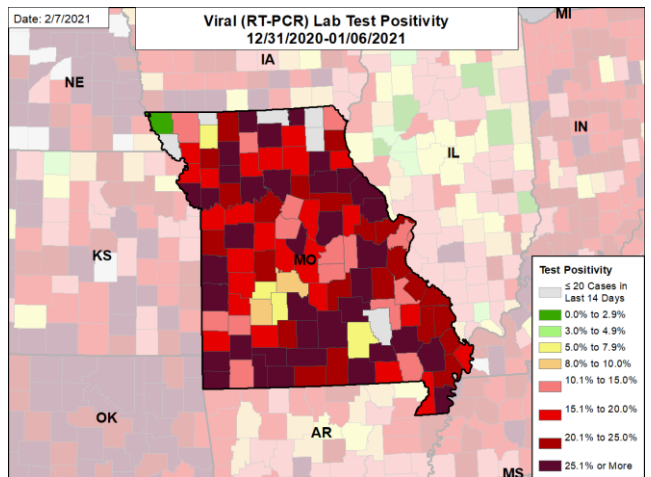 Date: 2/7/2021
Viral (RT-PCR) Lab Test Positivity
12/31/2020-01/06/2021
MI
NE
IA
IN
IL
KS
MO
Test Positivity
≤ 20 Cases in
Last 14 Days
0.0% to 2.9%
3.0% to 4.9%
5.0% to 7.9%
8.0% to 10.0%
10.1% to 15.0%
15.1% to 20.0%
20.1% to 25.0%
25.1% or More
OK
AR
MS